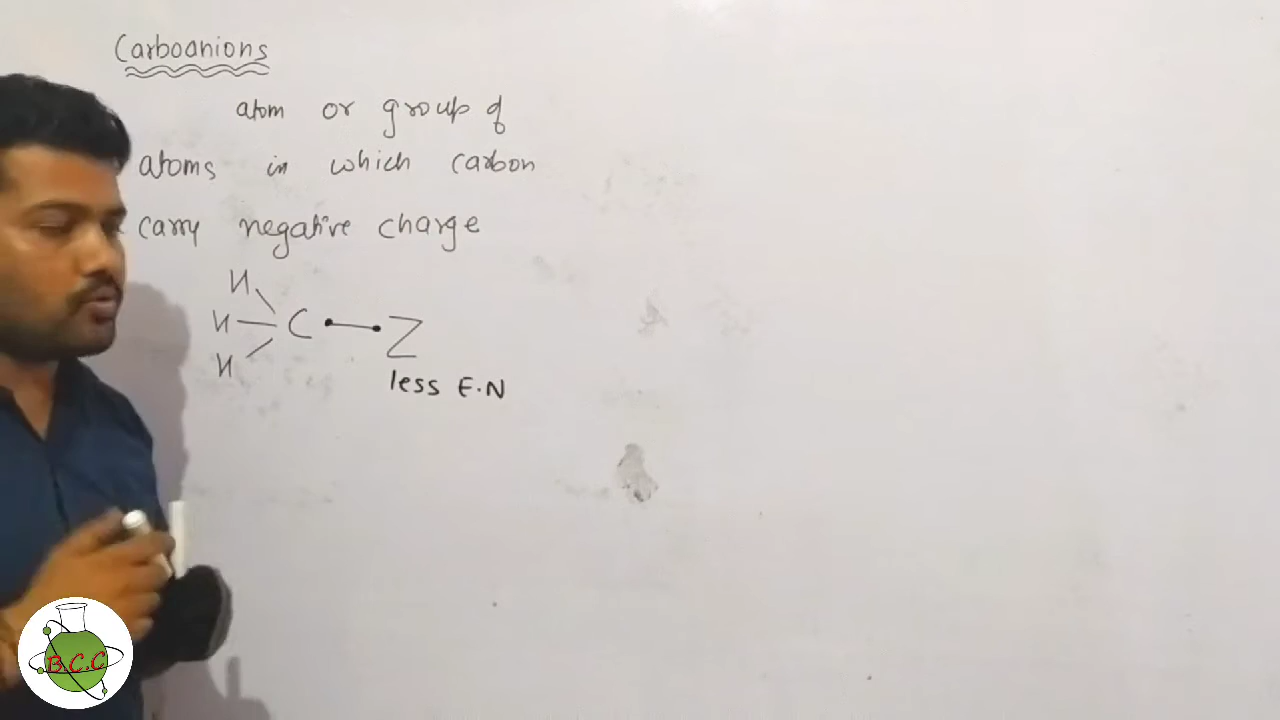 Carboanions
atom or group of
atoms in which carbon
carry negative charge
H
H C Z
H
less E.N
B.C.C